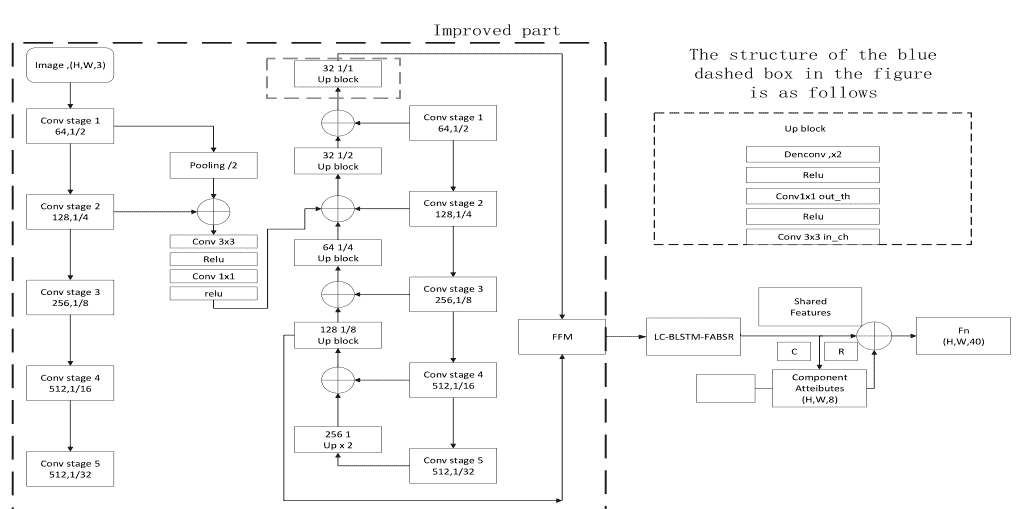 Improved part
Image ,(H,W,3)
Conv stage 1
64,1/2
Pooling /2
Conv stage 2
128,1/4
Conv 3x3
Relu
Conv 1x1
relu
Conv stage 3
256,1/8
Conv stage 4
512,1/16
Conv stage 5
512,1/32
32 1/1
Up block
32 1/2
Up block
64 1/4
Up block
128 1/8
Up block
256 1
Up x 2
Conv stage 1
64,1/2
Conv stage 2
128,1/4
Conv stage 3
256,1/8
Conv stage 4
512,1/16
Conv stage 5
512,1/32
FFM
The structure of the blue
dashed box in the figure
is as follows
Up block
Denconv ,x2
Relu
Conv1x1 out_th
Relu
Conv 3x3 in_ch
Shared
Features
LC-BLSTM-FABSR
C
R
Component
Atteibutes
(H,W,8)
Fn
(H,W,40)